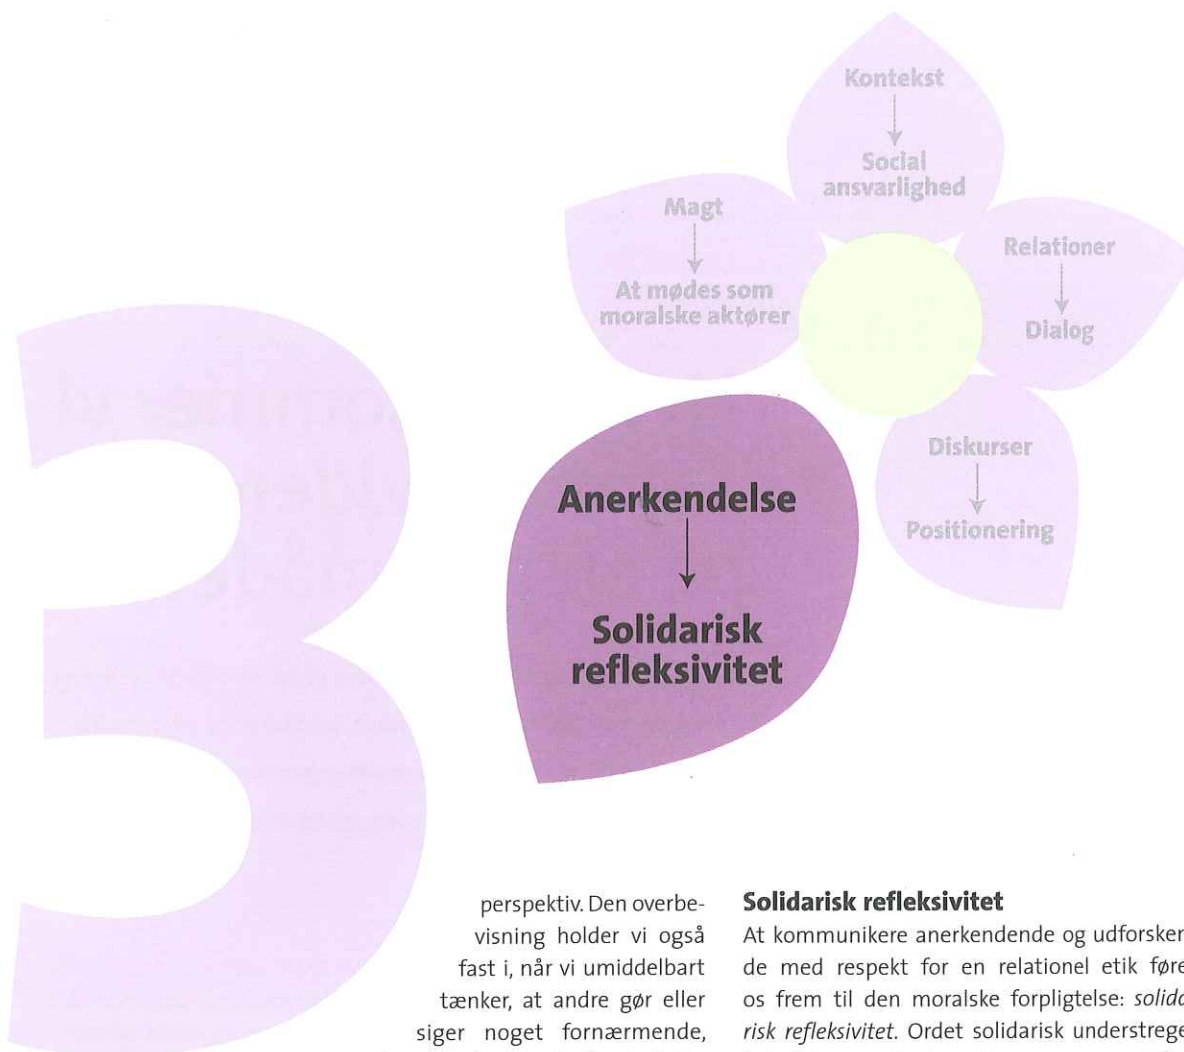 3
Kontekst
Social
ansvarlighed
Magt
At mødes som
moralske aktører
Relationer
Dialog
Diskurser
Positionering
Anerkendelse
Solidarisk
refleksivitet
perspektiv. Den overbe-
visning holder vi også
fast i, når vi umiddelbart
tænker, at andre gør eller
siger noget fornærmende,
Solidarisk refleksivitet
At kommunikere anerkendende og udforsken
de med respekt for en relationel etik føre
os frem til den moralske forpligtelse: solida
risk refleksivitet. Ordet solidarisk understrege